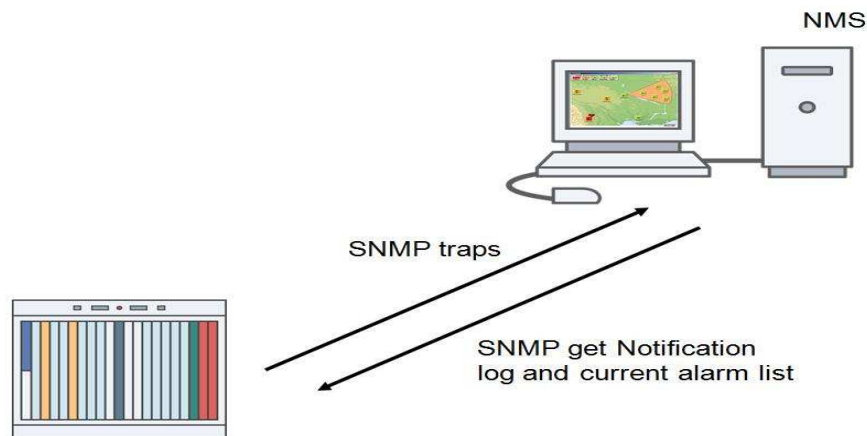 NMS
SNMP traps
SNMP get Notification
log and current alarm list